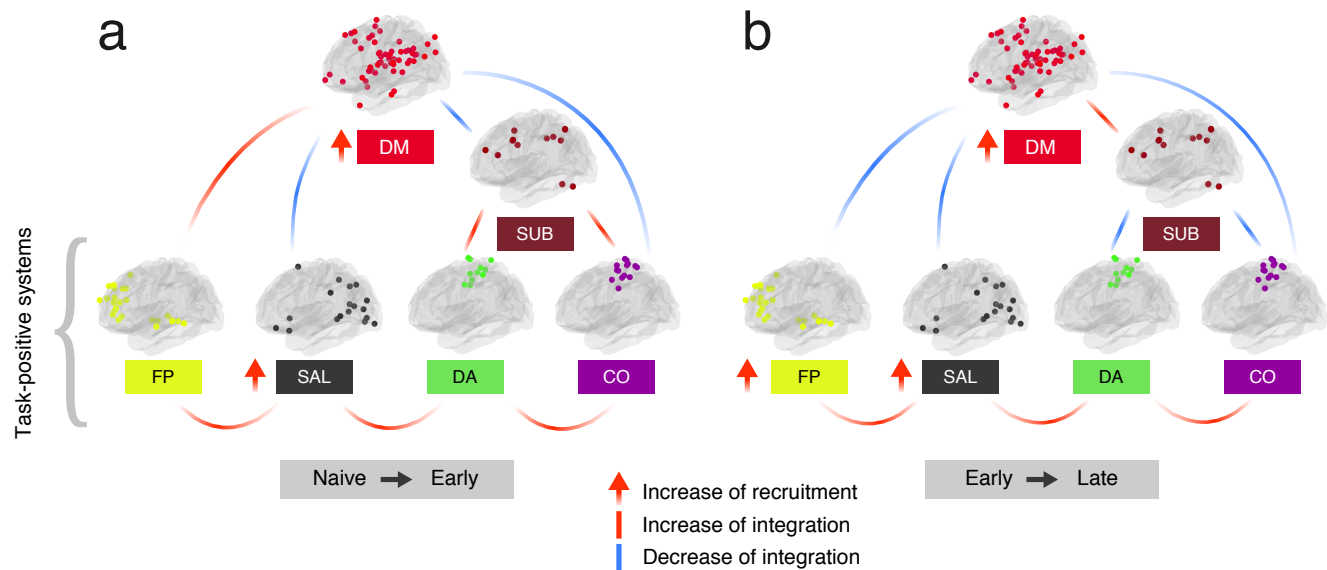 a
b
DM
DM
SUB
SUB
Task-positive systems
FP
SAL
DA
CO
FP
SAL
DA
CO
Naive
Early
Early
Late
Increase of recruitment
Increase of integration
Decrease of integration